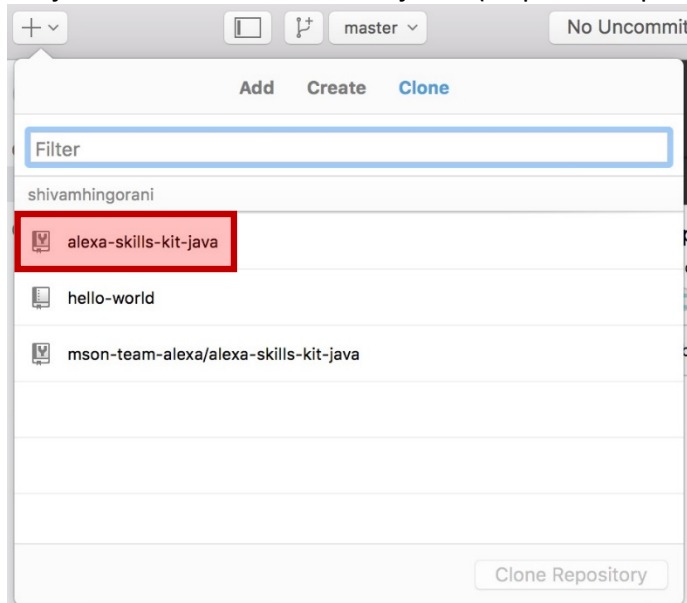 master
No Uncommit
Add Create Clone
Filter
shivamhingorani
alexa-skills-kit-java
hello-world
mson-team-alexa/alexa-skills-kit-java
Clone Repository